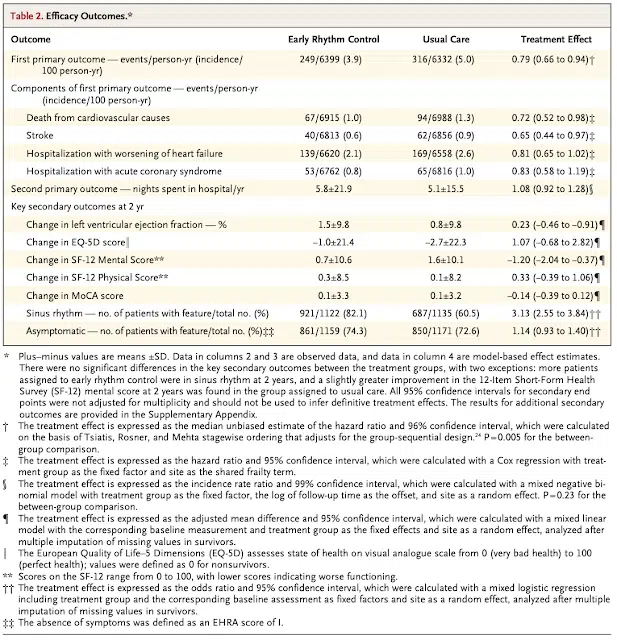 Table 2. Efficacy Outcomes.*
Outcome Early Rhythm Control Usual Care Treatment Effect
First primary outcome — events/person-yr (incidence/ 249/6399 (3.9) 316/6332 (5.0) 0.79 (0.66 to 0.94)†
100 person-yr)
Components of first primary outcome — events/person-yr
(incidence/100 person-yr)
Death from cardiovascular causes 67/6915 (1.0) 94/6988 (1.3) 0.72 (0.52 to 0.98)‡
Stroke 40/6813 (0.6) 62/6856 (0.9) 0.65 (0.44 to 0.97)‡
Hospitalization with worsening of heart failure 139/6620 (2.1) 169/6558 (2.6) 0.81 (0.65 to 1.02)‡
Hospitalization with acute coronary syndrome 53/6762 (0.8) 65/6816 (1.0) 0.83 (0.58 to 1.19)‡
Second primary outcome — nights spent in hospital/yr 5.8±21.9 5.1±15.5 1.08 (0.92 to 1.28)§
Key secondary outcomes at 2 yr
Change in left ventricular ejection fraction — % 1.5±9.8 0.8±9.8 0.23 (−0.46 to −0.91)¶
Change in EQ-5D score‖ −1.0±21.4 −2.7±22.3 1.07 (−0.68 to 2.82)¶
Change in SF-12 Mental Score** 0.7±10.6 1.6±10.1 −1.20 (−2.04 to −0.37)¶
Change in SF-12 Physical Score** 0.3±8.5 0.1±8.2 0.33 (−0.39 to 1.06)¶
Change in MoCA score 0.1±3.3 0.1±3.2 −0.14 (−0.39 to 0.12)¶
Sinus rhythm — no. of patients with feature/total no. (%) 921/1122 (82.1) 687/1135 (60.5) 3.13 (2.55 to 3.84)††
Asymptomatic — no. of patients with feature/total no. (%)‡‡ 861/1159 (74.3) 850/1171 (72.6) 1.14 (0.93 to 1.40)††
* Plus–minus values are means ±SD. Data in columns 2 and 3 are observed data, and data in column 4 are model-based effect estimates.
There were no significant differences in the key secondary outcomes between the treatment groups, with two exceptions: more patients
assigned to early rhythm control were in sinus rhythm at 2 years, and a slightly greater improvement in the 12-Item Short-Form Health
Survey (SF-12) mental score at 2 years was found in the group assigned to usual care. All 95% confidence intervals for secondary end
points were not adjusted for multiplicity and should not be used to infer definitive treatment effects. The results for additional secondary
outcomes are provided in the Supplementary Appendix.
† The treatment effect is expressed as the median unbiased estimate of the hazard ratio and 96% confidence interval, which were calculated
on the basis of Tsiatis, Rosner, and Mehta stagewise ordering that adjusts for the group-sequential design.²⁴ P=0.005 for the between-
group comparison.
‡ The treatment effect is expressed as the hazard ratio and 95% confidence interval, which were calculated with a Cox regression with treat-
ment group as the fixed factor and site as the shared frailty term.
§ The treatment effect is expressed as the incidence rate ratio and 99% confidence interval, which were calculated with a mixed negative bi-
nomial model with treatment group as the fixed factor, the log of follow-up time as the offset, and site as a random effect. P=0.23 for the
between-group comparison.
¶ The treatment effect is expressed as the adjusted mean difference and 95% confidence interval, which were calculated with a mixed linear
model with the corresponding baseline measurement and treatment group as the fixed effects and site as a random effect, analyzed after
multiple imputation of missing values in survivors.
‖ The European Quality of Life–5 Dimensions (EQ-5D) assesses state of health on visual analogue scale from 0 (very bad health) to 100
(perfect health); values were defined as 0 for nonsurvivors.
** Scores on the SF-12 range from 0 to 100, with lower scores indicating worse functioning.
†† The treatment effect is expressed as the odds ratio and 95% confidence interval, which were calculated with a mixed logistic regression
including treatment group and the corresponding baseline assessment as fixed factors and site as a random effect, analyzed after multiple
imputation of missing values in survivors.
‡‡ The absence of symptoms was defined as an EHRA score of I.